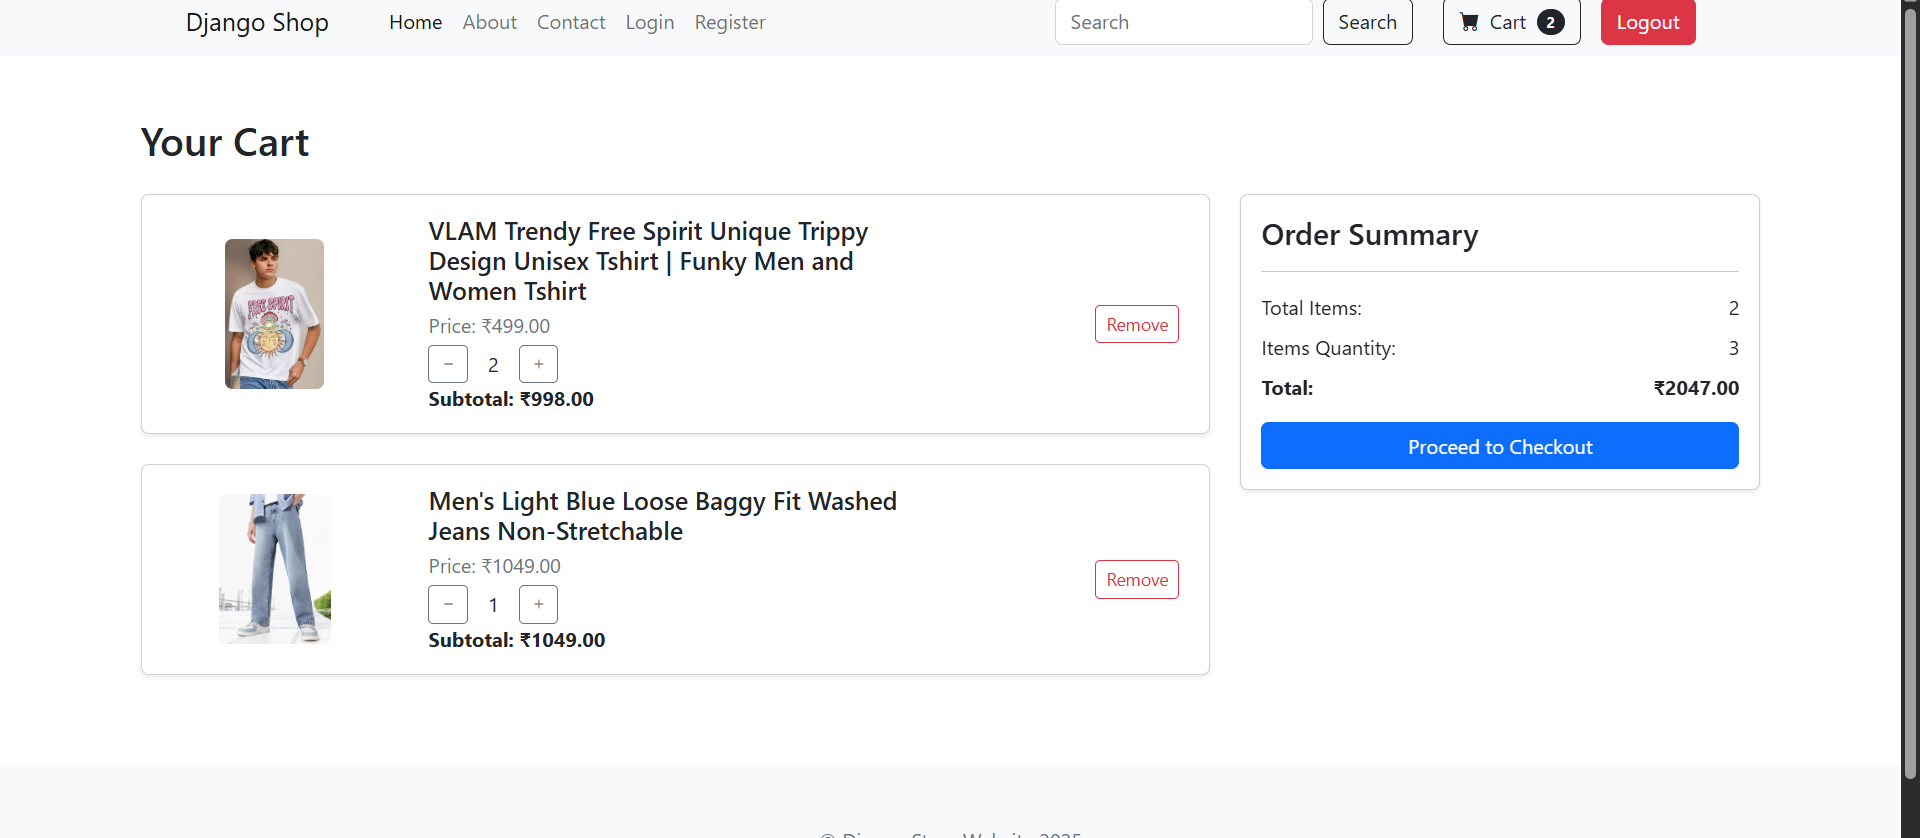 Django Shop Home About Contact Login Register Search Search Cart 2 Logout
Your Cart
VLAM Trendy Free Spirit Unique Trippy
Design Unisex Tshirt | Funky Men and
Women Tshirt
Price: ₹499.00
− 2 +
Subtotal: ₹998.00
Remove
FREE SPIRIT
Men's Light Blue Loose Baggy Fit Washed
Jeans Non-Stretchable
Price: ₹1049.00
− 1 +
Subtotal: ₹1049.00
Remove
Order Summary
Total Items: 2
Items Quantity: 3
Total: ₹2047.00
Proceed to Checkout